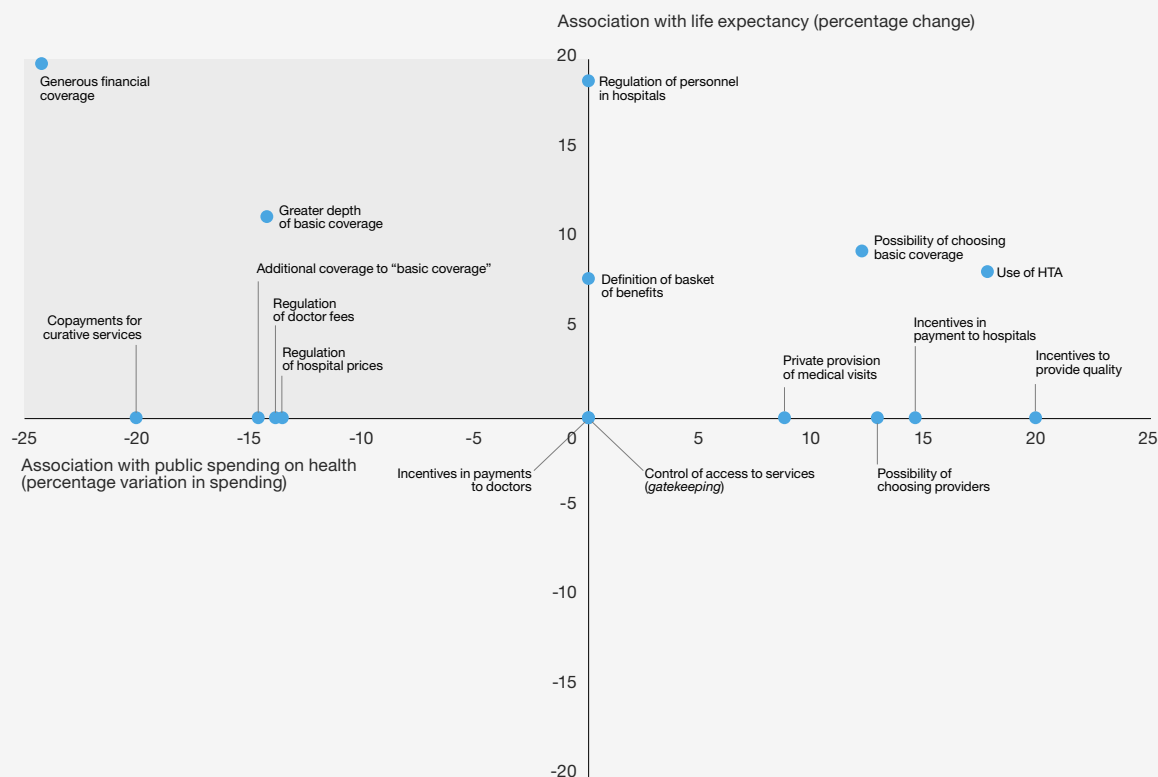 Association with life expectancy (percentage change)
20
Generous financial
coverage
Regulation of personnel
in hospitals
15
Greater depth
of basic coverage
10
Possibility of choosing
basic coverage
Additional coverage to “basic coverage”
Use of HTA
Definition of basket
of benefits
Regulation
of doctor fees
Copayments for
curative services
5
Incentives in
payment to hospitals
Regulation
of hospital prices
Private provision
of medical visits
Incentives to
provide quality
-25
-20
-15
-10
-5
0
5
10
15
20
25
Association with public spending on health
(percentage variation in spending)
Incentives in payments
to doctors
Control of access to services
(gatekeeping)
Possibility of
choosing providers
-5
-10
-15
-20